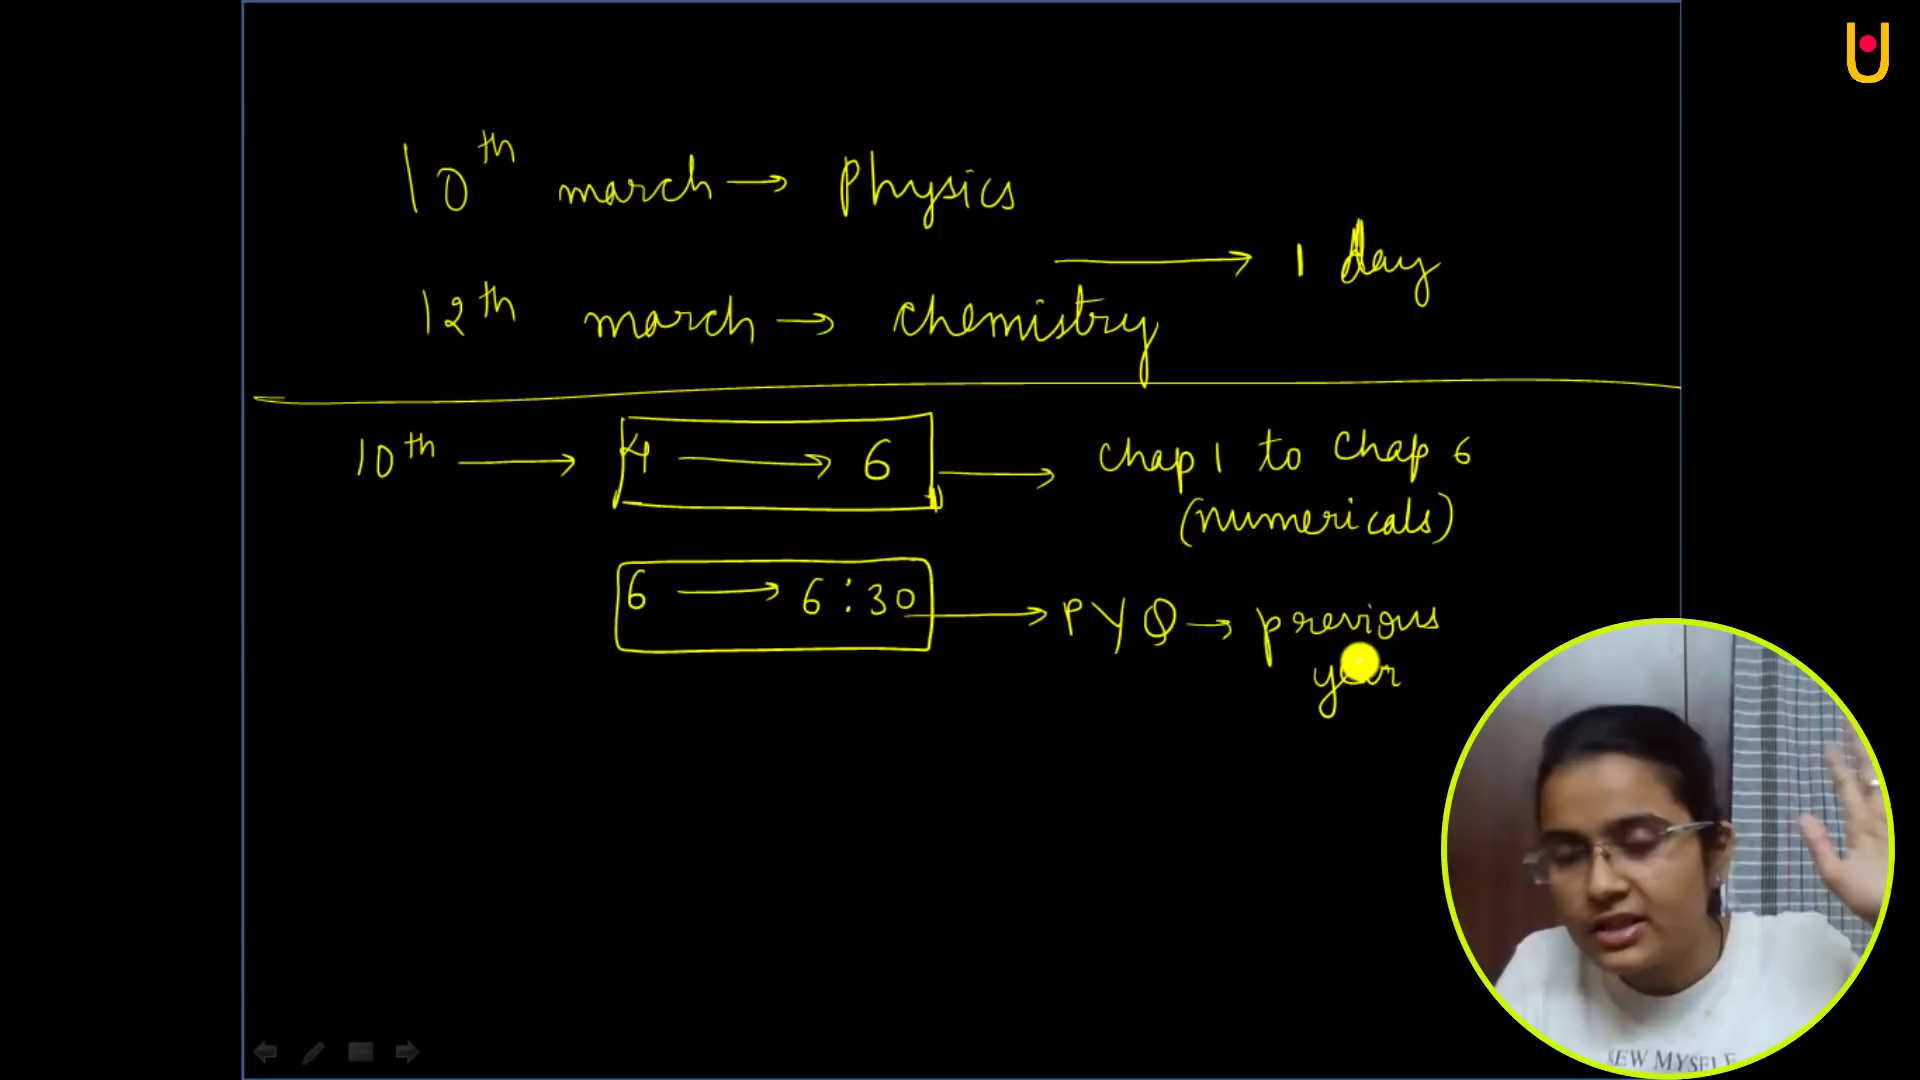 10th march → Physics
→ 1 day
12th march → chemistry
10th → 4 → 6 → Chap 1 to Chap 6
(numericals)
6 → 6:30 → PYQ → previous
year
EW MYSELF